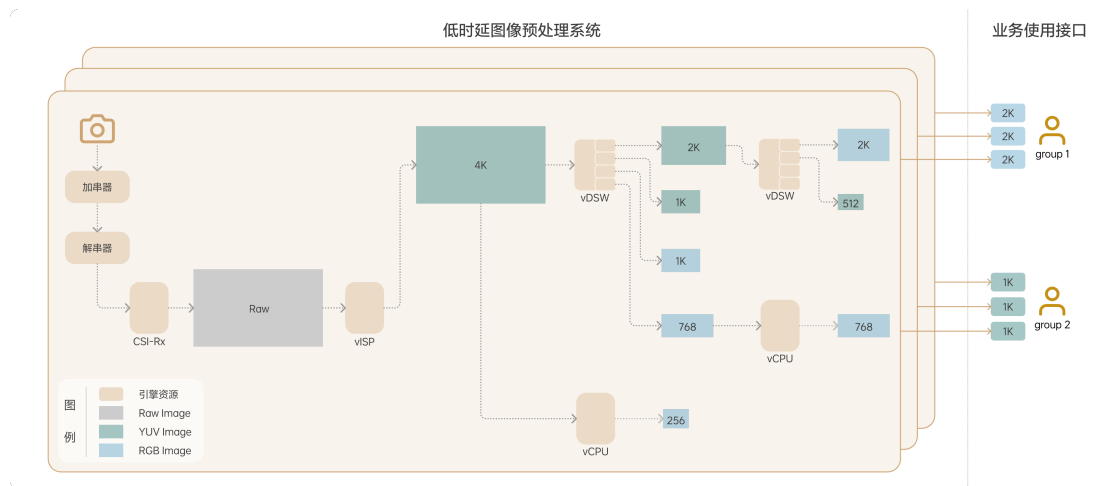 低时延图像预处理系统
业务使用接口
加串器
解串器
CSI-Rx
Raw
vISP
4K
vDSW
2K
1K
1K
768
vDSW
2K
512
vCPU
768
vCPU
256
2K
2K
2K
group 1
1K
1K
1K
group 2
图
例
引擎资源
Raw Image
YUV Image
RGB Image